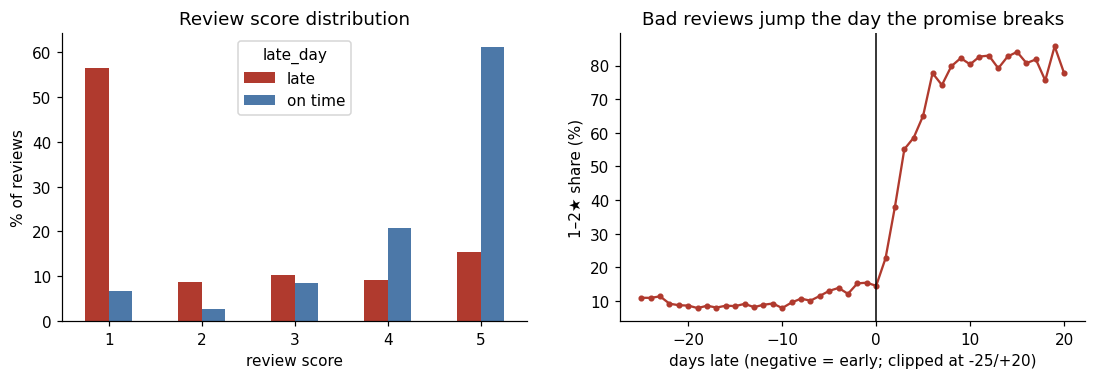 Review score distribution
% of reviews
60
50
40
30
20
10
0
late_day
late
on time
1 2 3 4 5
review score
Bad reviews jump the day the promise breaks
1–2★ share (%)
80
70
60
50
40
30
20
10
−20 −10 0 10 20
days late (negative = early; clipped at -25/+20)